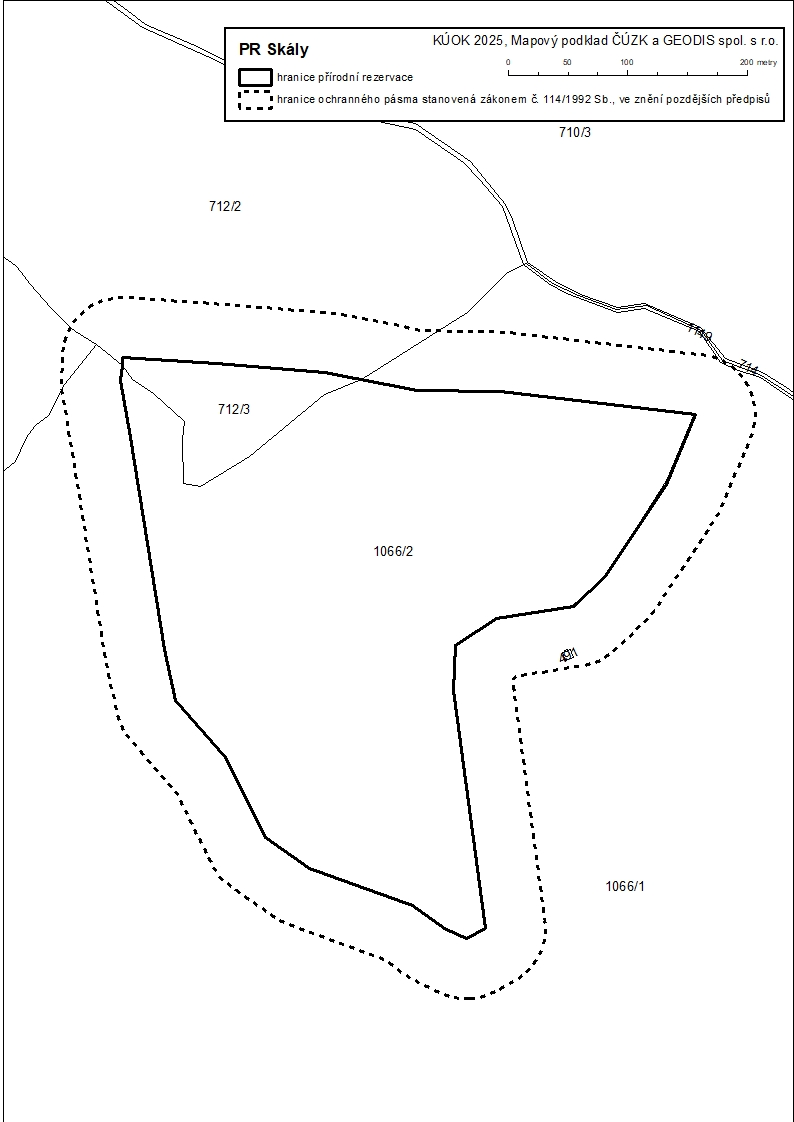 PR Skály
KÚOK 2025, Mapový podklad ČÚZK a GEODIS spol. s r.o.
0 50 100 200 metry
hranice přírodní rezervace
hranice ochranného pásma stanovená zákonem č. 114/1992 Sb., ve znění pozdějších předpisů
710/3
712/2
712/3
1066/2
1066/1